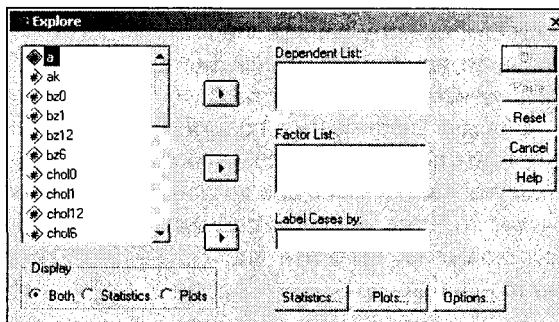 Explore
a
ak
bz0
bz1
bz12
bz6
chol0
chol1
chol12
chol6
Dependent List:
Factor List:
Label Cases by:
Reset
Cancel
Help
Display
Both
Statistics
Plots
Statistics...
Plots...
Options...